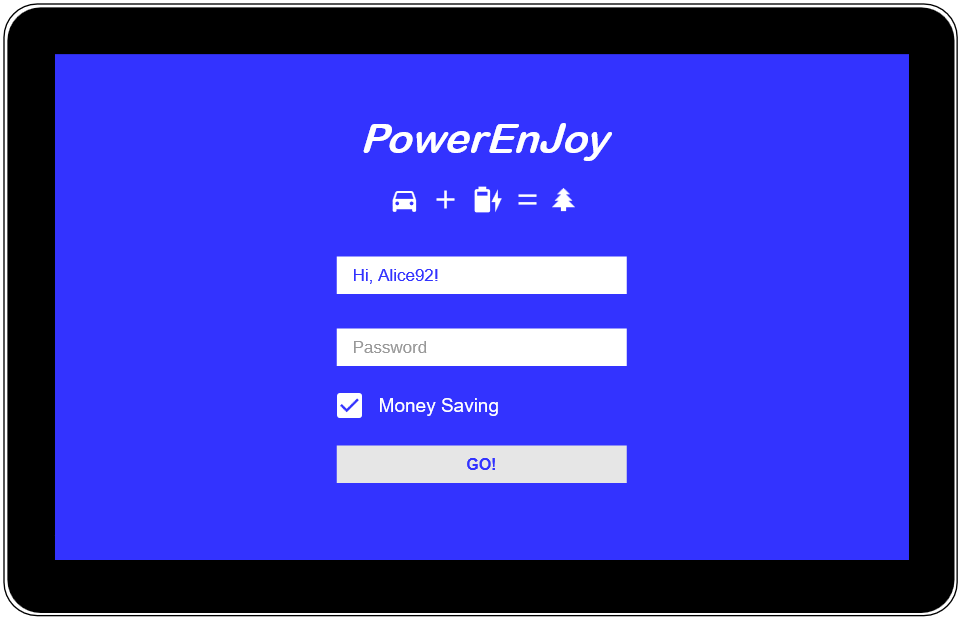 PowerEnJoy
+ =
Hi, Alice92!
Password
Money Saving
GO!